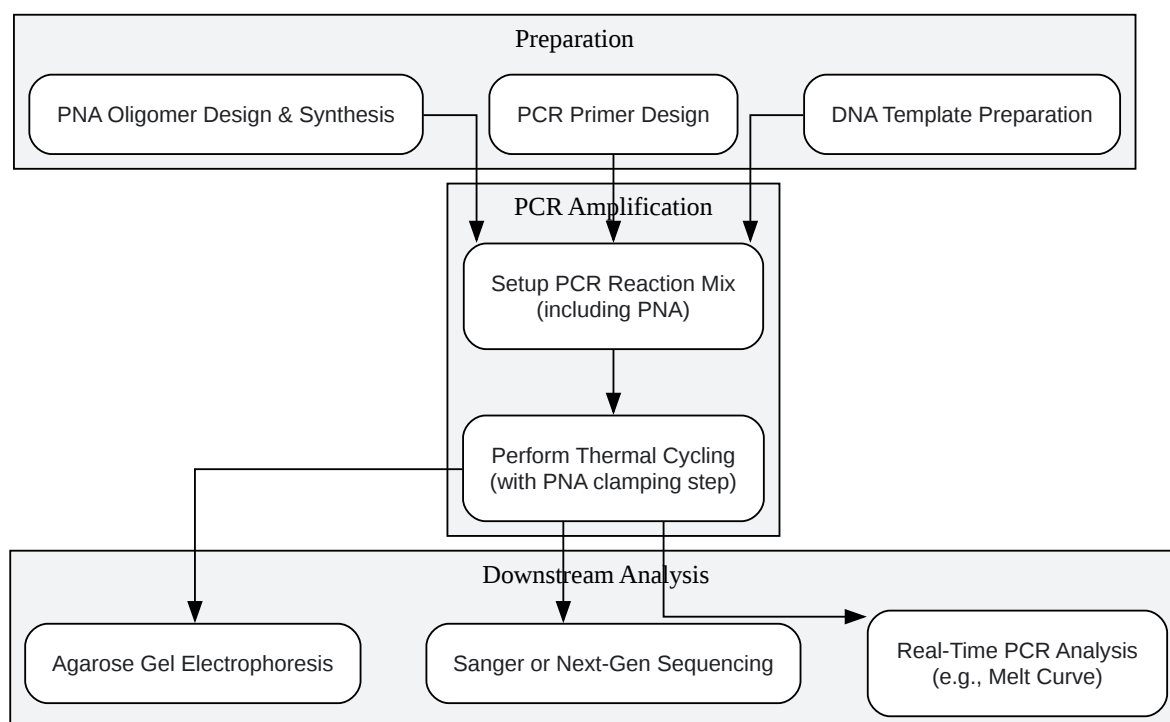 Preparation
PNA Oligomer Design & Synthesis
PCR Primer Design
DNA Template Preparation
PCR Amplification
Setup PCR Reaction Mix
(including PNA)
Perform Thermal Cycling
(with PNA clamping step)
Downstream Analysis
Agarose Gel Electrophoresis
Sanger or Next-Gen Sequencing
Real-Time PCR Analysis
(e.g., Melt Curve)